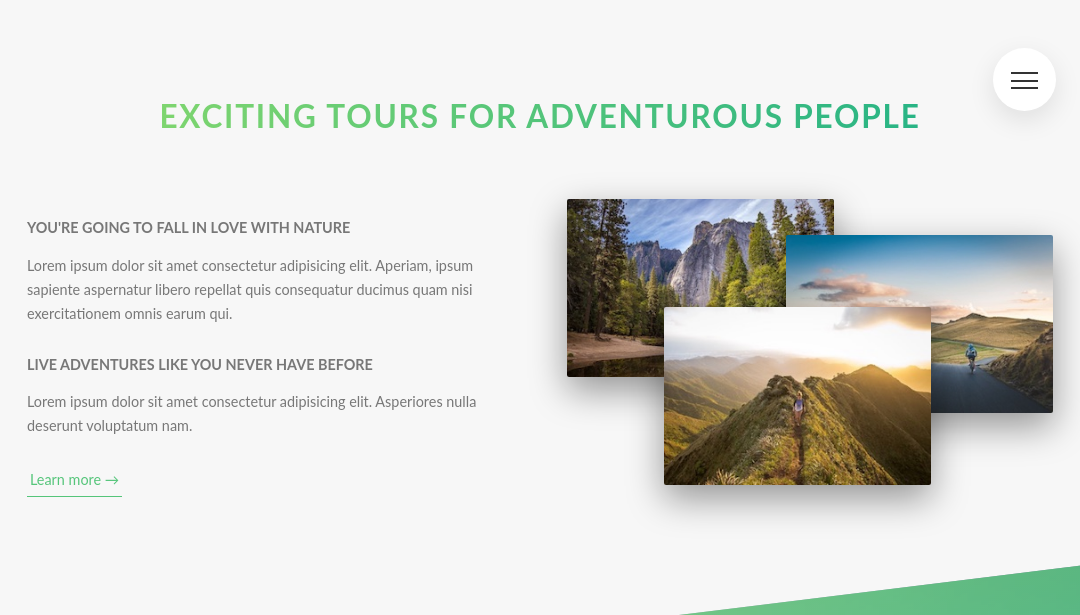 EXCITING TOURS FOR ADVENTUROUS PEOPLE
YOU'RE GOING TO FALL IN LOVE WITH NATURE
Lorem ipsum dolor sit amet consectetur adipisicing elit. Aperiam, ipsum
sapiente aspernatur libero repellat quis consequatur ducimus quam nisi
exercitationem omnis earum qui.
LIVE ADVENTURES LIKE YOU NEVER HAVE BEFORE
Lorem ipsum dolor sit amet consectetur adipisicing elit. Asperiores nulla
deserunt voluptatum nam.
Learn more →